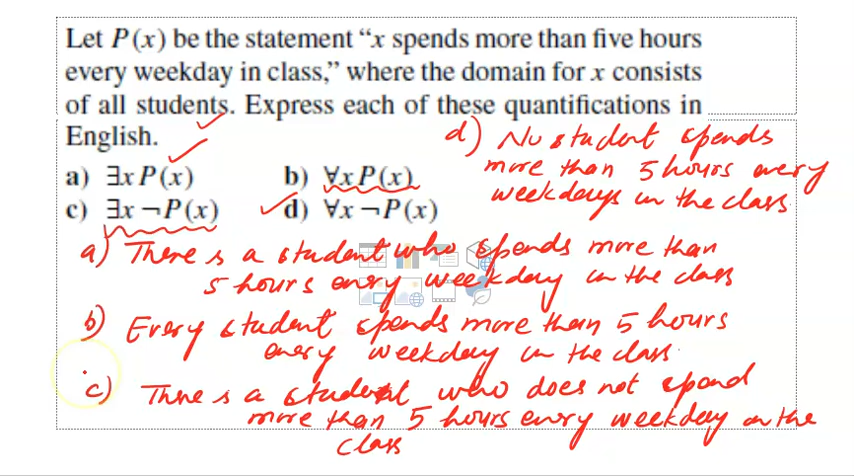 Let P(x) be the statement “x spends more than five hours
every weekday in class,” where the domain for x consists
of all students. Express each of these quantifications in
English.
a) ∃xP(x) b) ∀xP(x)
c) ∃x ¬P(x) d) ∀x ¬P(x)
d) No student spends
more than 5 hours every
weekdays in the class.
a) There is a student who spends more than
5 hours every weekday in the class
b) Every student spends more than 5 hours
every weekday in the class.
c) There is a student who does not spend
more than 5 hours every weekday in the
class